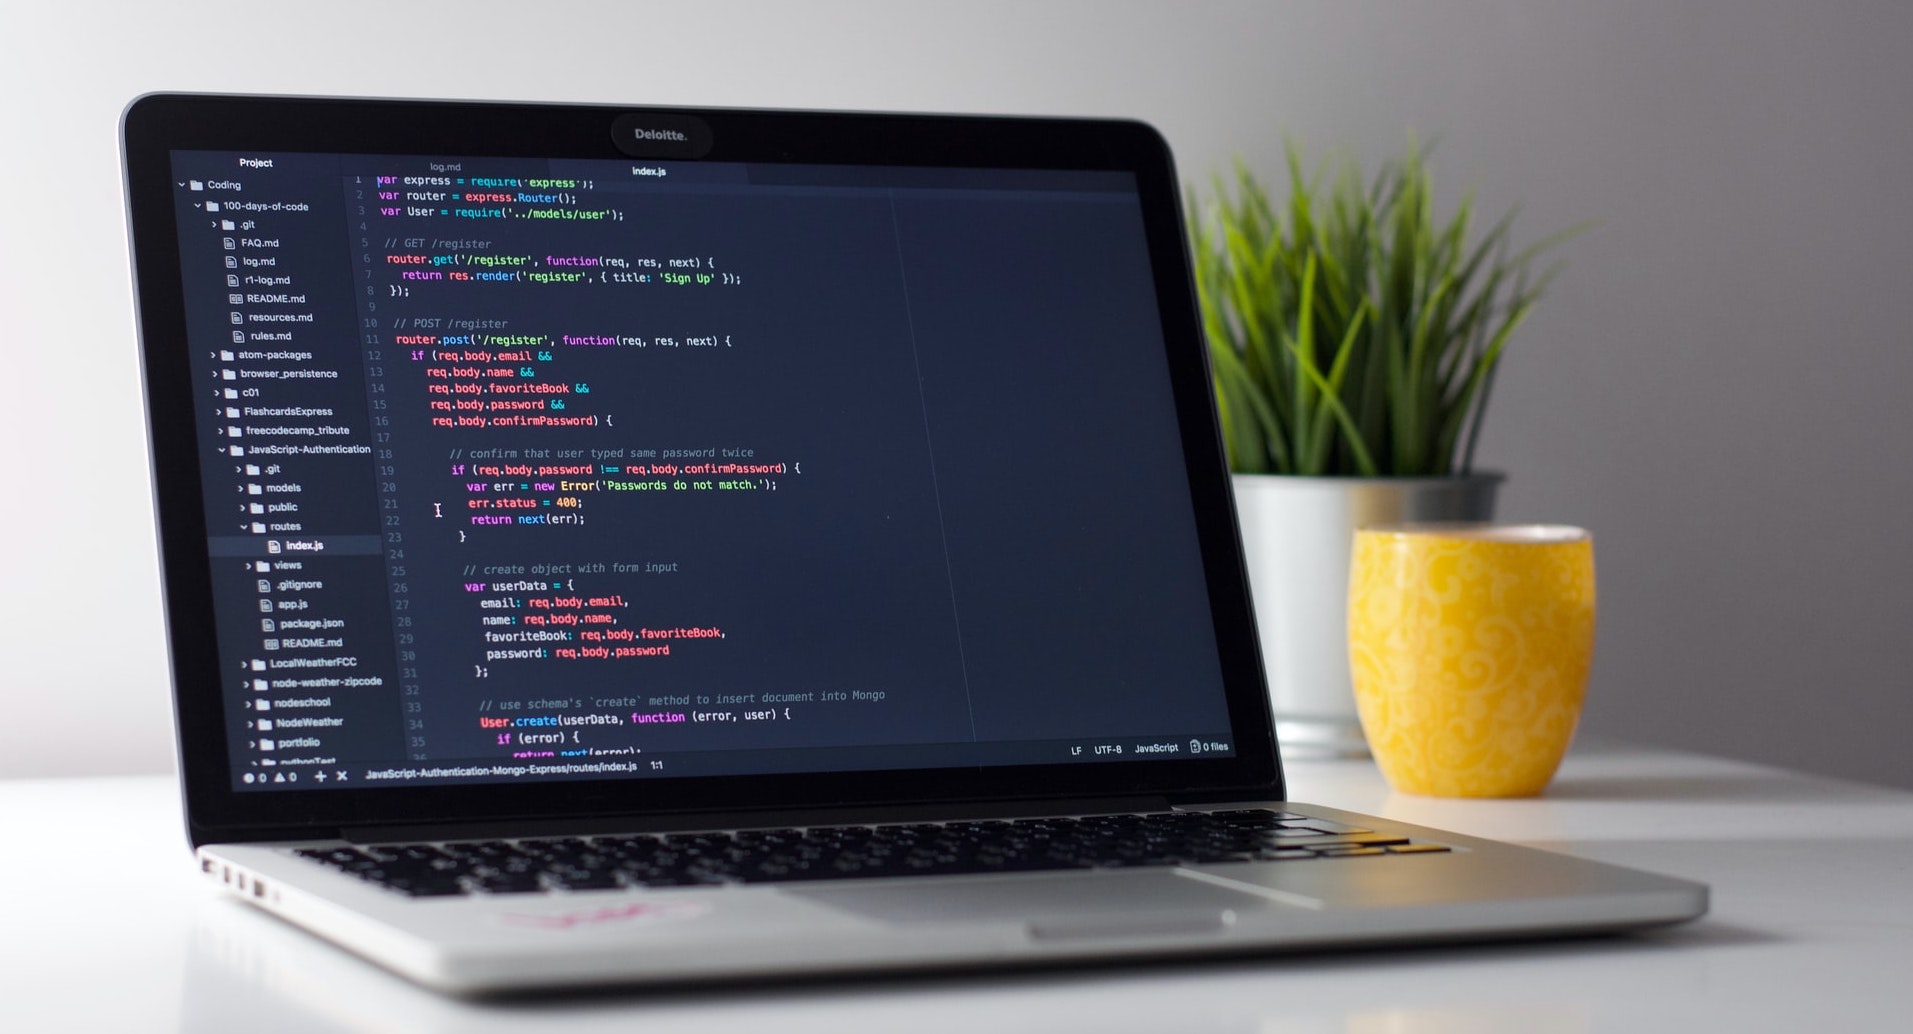 Deloitte.
Project
Coding
100-days-of-code
.git
FAQ.md
log.md
r1-log.md
README.md
resources.md
rules.md
atom-packages
browser_persistence
c01
FlashcardsExpress
freecodecamp_tribute
JavaScript-Authentication
.git
models
public
routes
index.js
views
.gitignore
app.js
package.json
README.md
LocalWeatherFCC
node-weather-zipcode
nodeschool
NodeWeather
portfolio
pythonTest
log.md
index.js
1 var express = require('express');
2 var router = express.Router();
3 var User = require('../models/user');
4
5 // GET /register
6 router.get('/register', function(req, res, next) {
7 return res.render('register', { title: 'Sign Up' });
8 });
9
10 // POST /register
11 router.post('/register', function(req, res, next) {
12 if (req.body.email &&
13 req.body.name &&
14 req.body.favoriteBook &&
15 req.body.password &&
16 req.body.confirmPassword) {
17
18 // confirm that user typed same password twice
19 if (req.body.password !== req.body.confirmPassword) {
20 var err = new Error('Passwords do not match.');
21 err.status = 400;
22 return next(err);
23 }
24
25 // create object with form input
26 var userData = {
27 email: req.body.email,
28 name: req.body.name,
29 favoriteBook: req.body.favoriteBook,
30 password: req.body.password
31 };
32
33 // use schema's `create` method to insert document into Mongo
34 User.create(userData, function (error, user) {
35 if (error) {
36 return next(error);
0 0 JavaScript-Authentication-Mongo-Express/routes/index.js 1:1 LF UTF-8 JavaScript 0 files